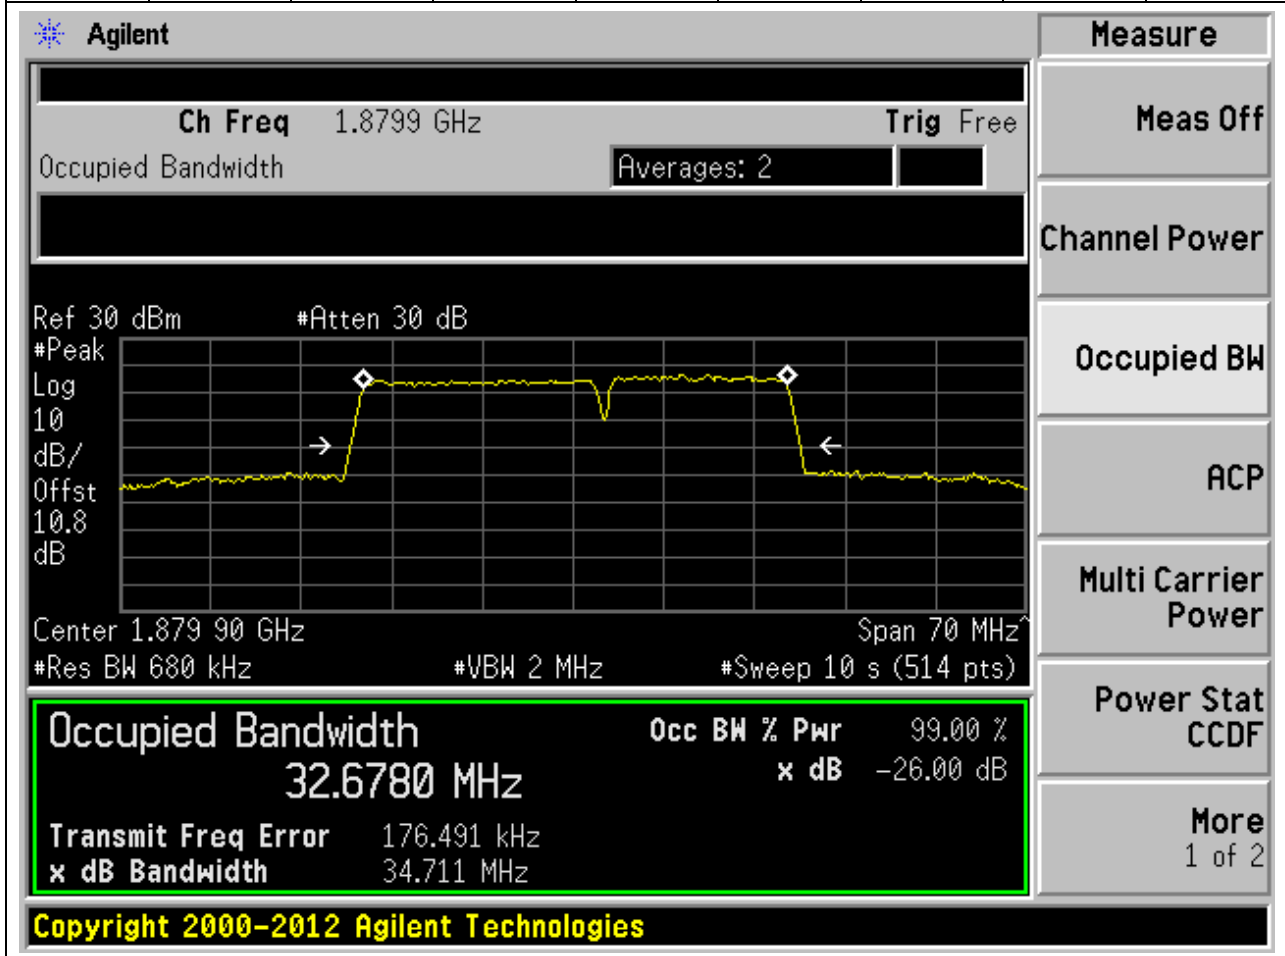 Agilent
Measure
Ch Freq 1.8799 GHz Trig Free
Occupied Bandwidth Averages: 2
Ref 30 dBm #Atten 30 dB
#Peak
Log
10
dB/
Offst
10.8
dB
Center 1.879 90 GHz Span 70 MHz^
#Res BW 680 kHz #VBW 2 MHz #Sweep 10 s (514 pts)
Occupied Bandwidth Occ BW % Pwr 99.00 %
32.6780 MHz x dB -26.00 dB
Transmit Freq Error 176.491 kHz
x dB Bandwidth 34.711 MHz
Copyright 2000-2012 Agilent Technologies
Meas Off
Channel Power
Occupied BW
ACP
Multi Carrier
Power
Power Stat
CCDF
More
1 of 2